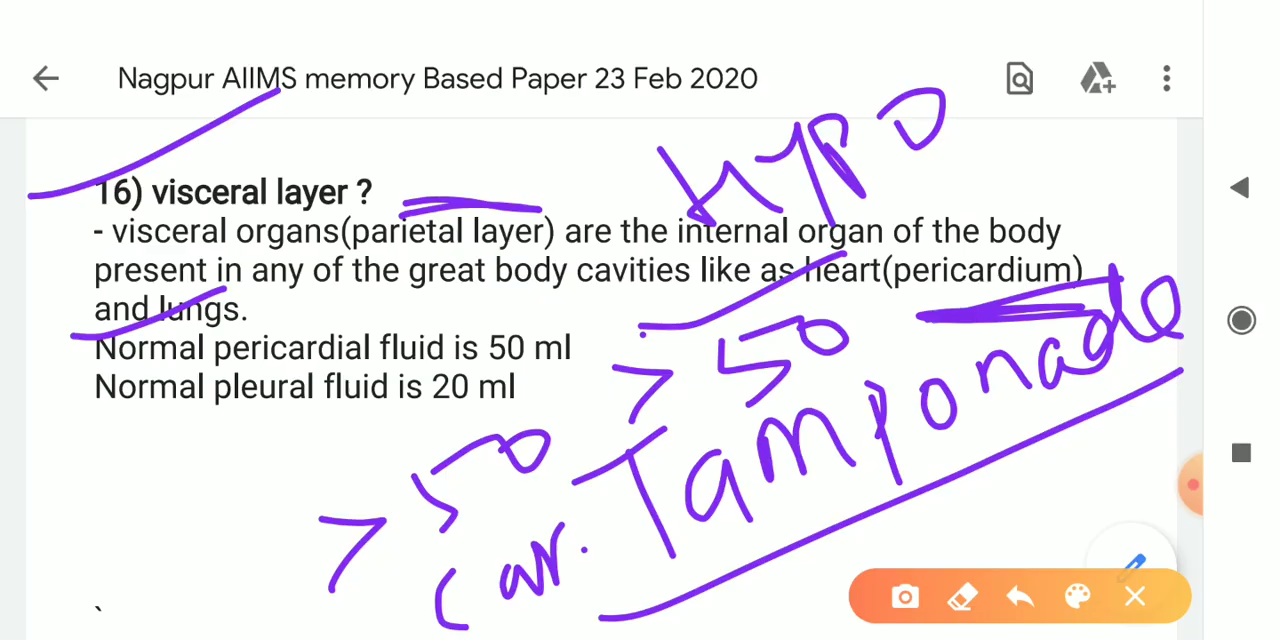 Nagpur AIIMS memory Based Paper 23 Feb 2020
Hypo
16) visceral layer ?
- visceral organs(parietal layer) are the internal organ of the body
present in any of the great body cavities like as heart(pericardium)
and lungs.
Normal pericardial fluid is 50 ml
> 50
Normal pleural fluid is 20 ml
> 50
Car. Tamponade